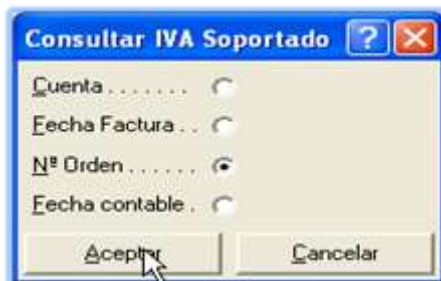 Consultar IVA Soportado
Cuenta . . . . . . .
Fecha Factura . .
Nº Orden . . . . . .
Fecha contable .
Aceptar Cancelar